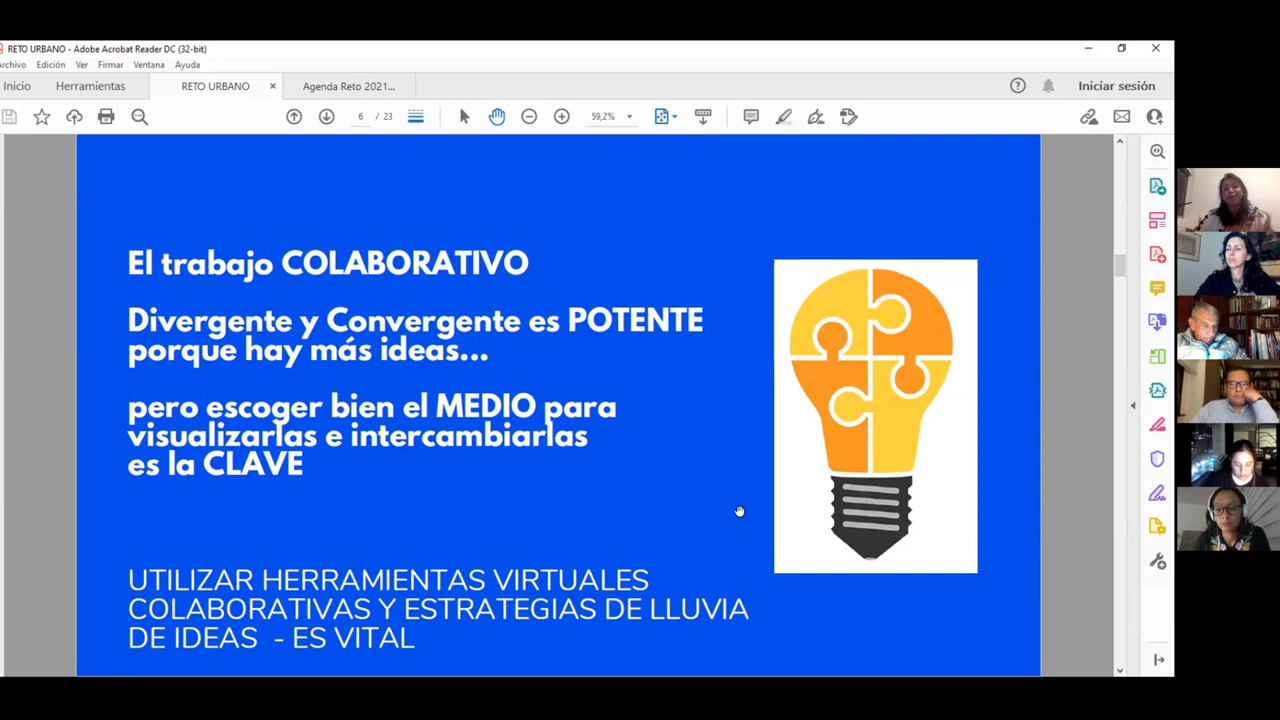 RETO URBANO - Adobe Acrobat Reader DC (32-bit)
Archivo Edición Ver Firmar Ventana Ayuda
Inicio Herramientas RETO URBANO × Agenda Reto 2021... Iniciar sesión
6 / 23 59,2%
El trabajo COLABORATIVO
Divergente y Convergente es POTENTE
porque hay más ideas...
pero escoger bien el MEDIO para
visualizarlas e intercambiarlas
es la CLAVE
UTILIZAR HERRAMIENTAS VIRTUALES
COLABORATIVAS Y ESTRATEGIAS DE LLUVIA
DE IDEAS - ES VITAL